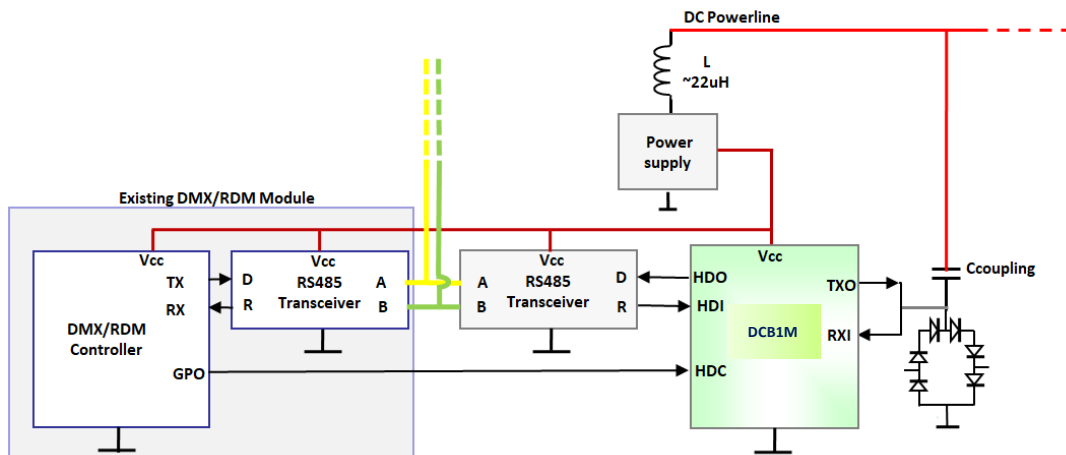 DC Powerline
L
~22uH
Power
supply
Existing DMX/RDM Module
Vcc
TX
RX
DMX/RDM
Controller
GPO
Vcc
D
R
RS485
Transceiver
A
B
Vcc
A
B
RS485
Transceiver
D
R
Vcc
HDO
HDI
HDC
DCB1M
TXO
RXI
Ccoupling